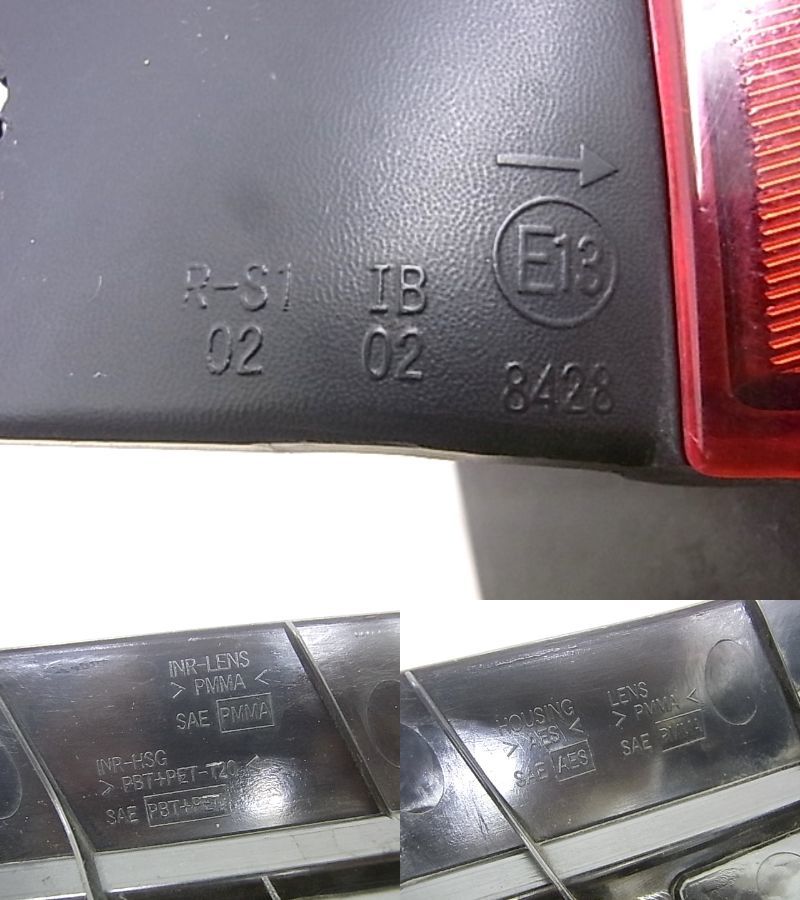 →
E13
R-S1 IB
02 02
8428
INR-LENS
> PMMA <
SAE PMMA
INR-HSG
> PBT+PET-T20 <
SAE PBT+PET
HOUSING
> AES <
SAE AES
LENS
> PMMA <
SAE PMMA